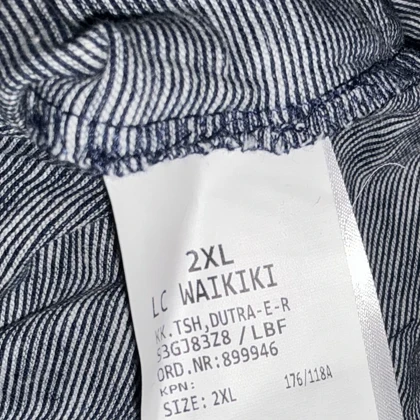 2XL
LC WAIKIKI
KK.TSH,DUTRA-E-R
S3GJ83Z8 / LBF
ORD.NR:899946
KPN:
SIZE: 2XL 176/118A